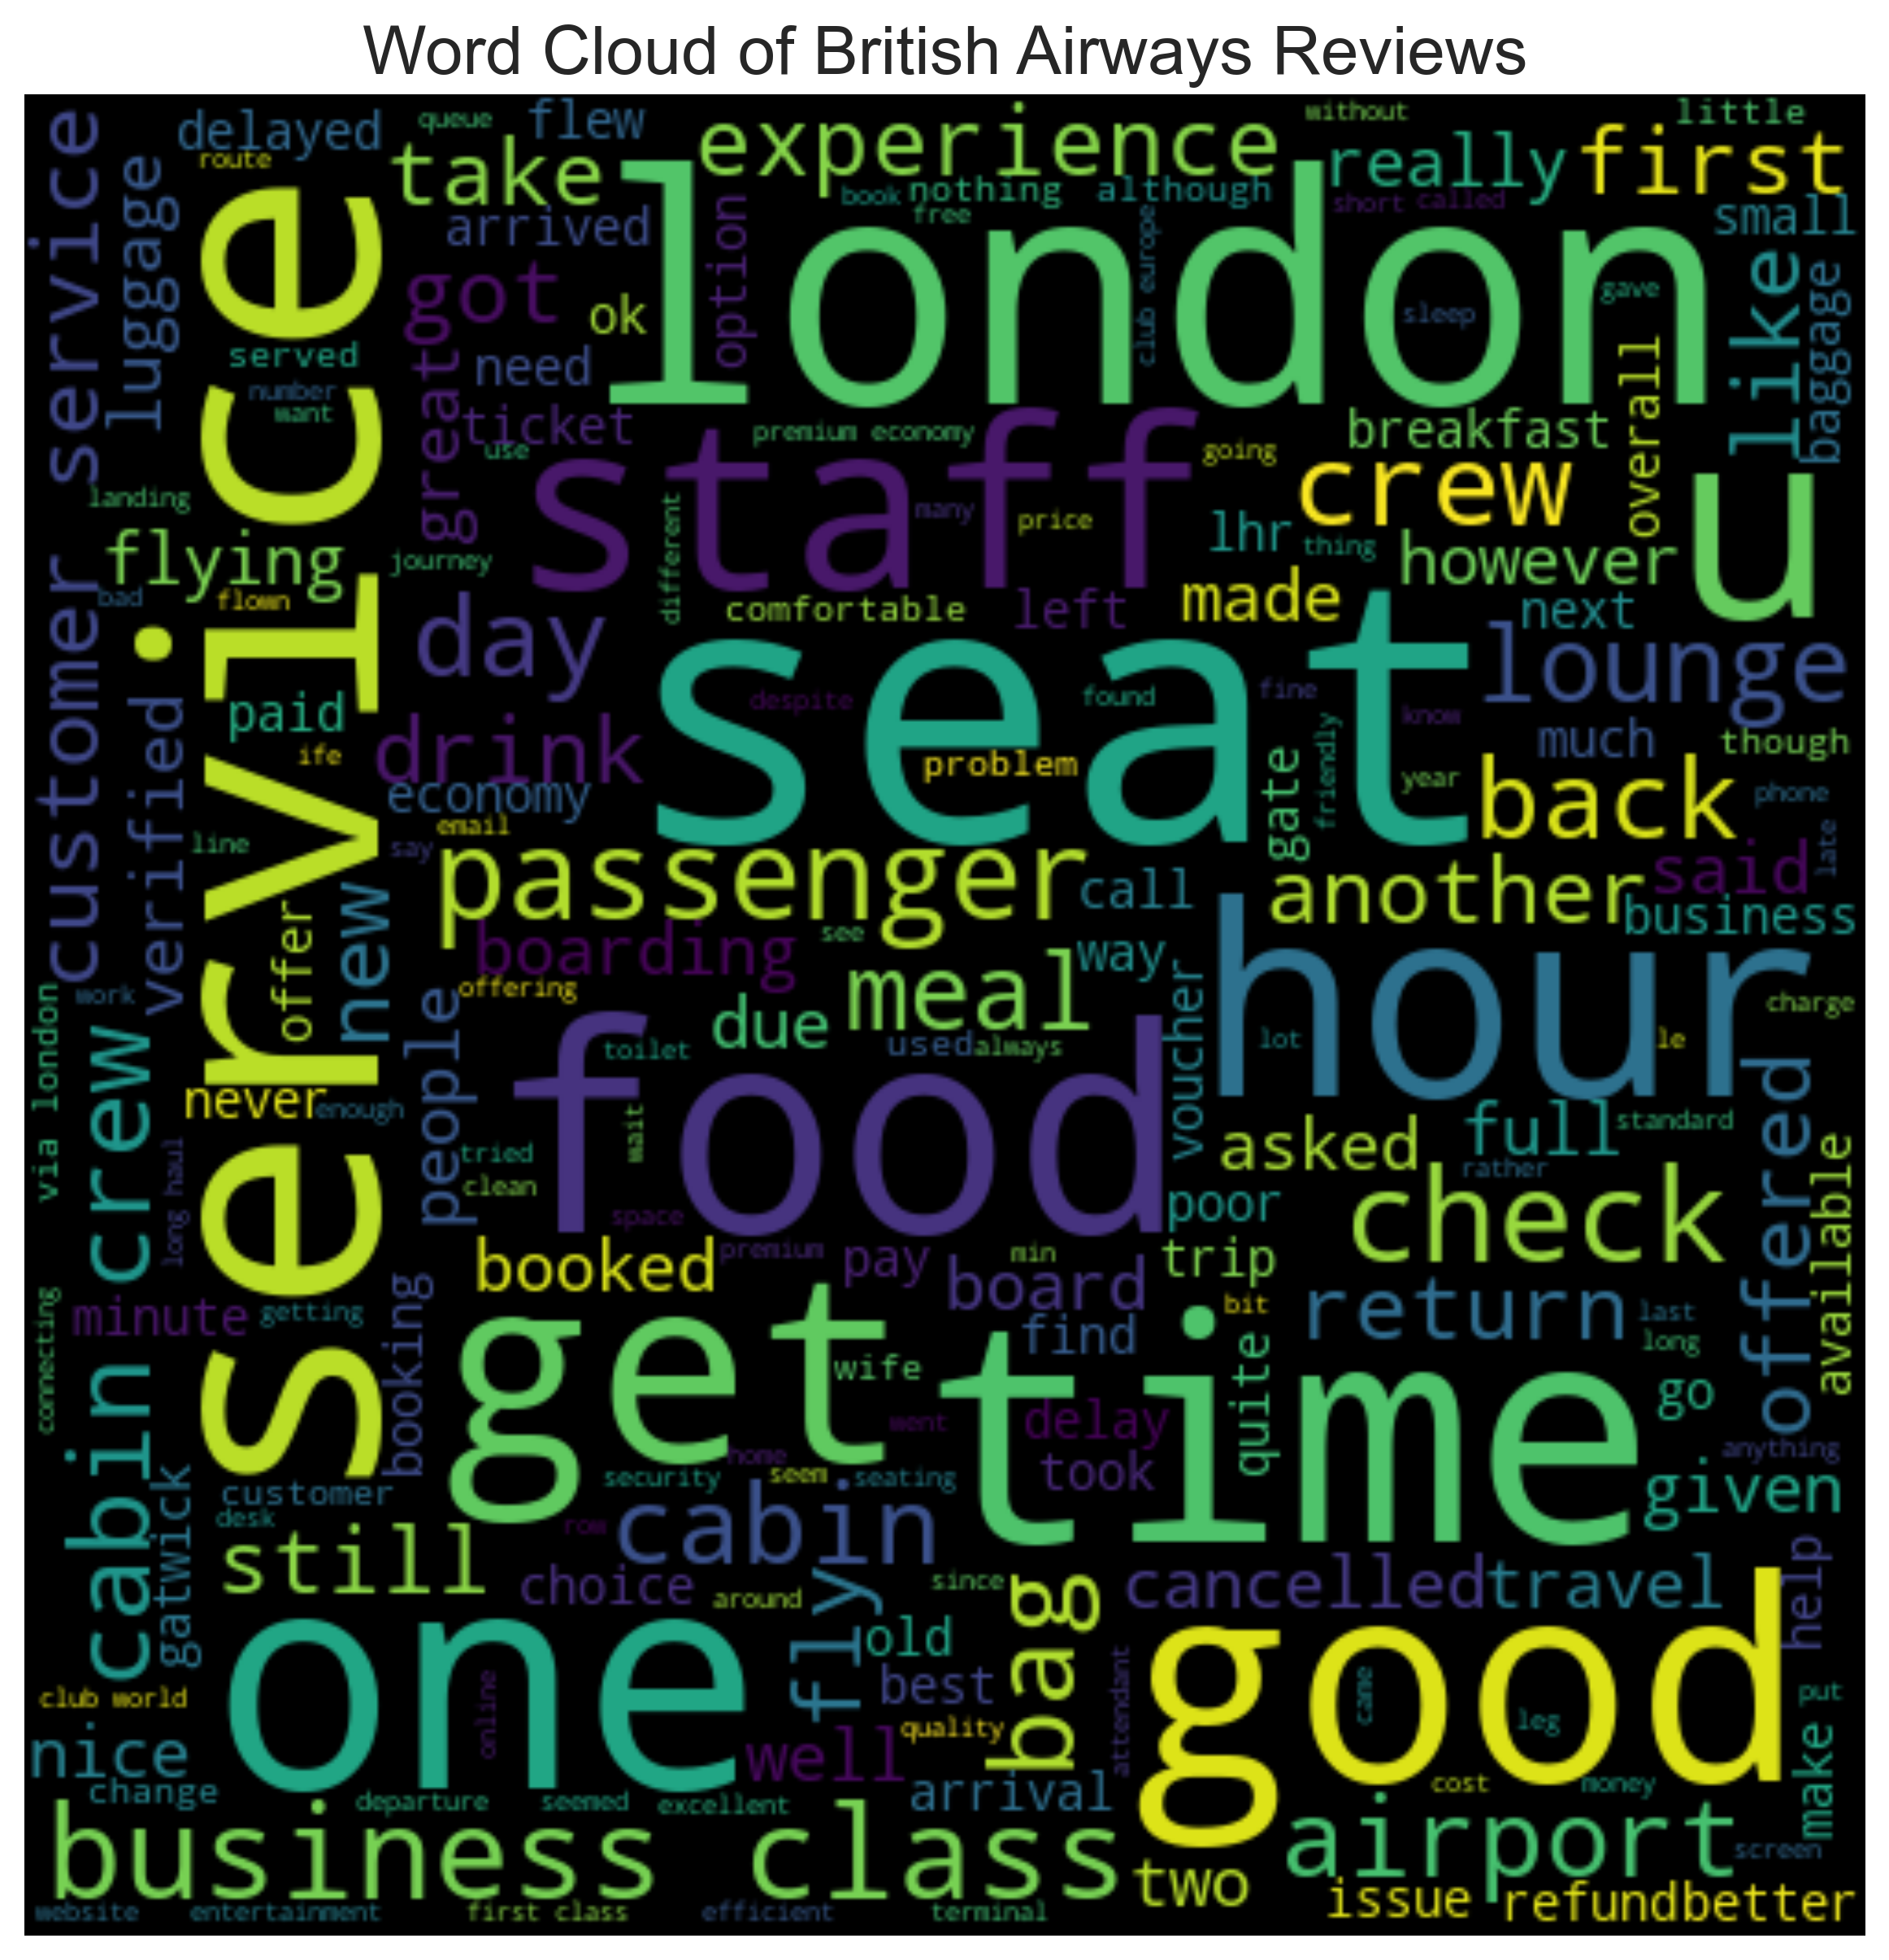 Word Cloud of British Airways Reviews
delayed
queue
flew
experience
without
little
route
take
really
first
customer service
luggage
service
book
nothing
although
short
called
arrived
option
free
london
small
club europe
got
ok
gave
like
baggage
sleep
served
great
need
number
want
ticket
use
premium economy
going
breakfast
overall
landing
staff
many
price
crew
u
different
lhr
thing
flying
journey
however
bad
flown
comfortable
left
made
next
day
seat
lounge
verified
paid
despite
found
fine
know
ife
drink
problem
gate
friendly
much
though
economy
year
back
phone
email
line
say
passenger
call
another
said
late
new
offer
see
business
boarding
way
hour
via london
work
people
offering
meal
voucher
charge
due
food
toilet
used
always
lot
le
never
enough
offered
cabin crew
wait
asked
full
standard
long haul
tried
rather
available
clean
poor
check
space
booked
premium
pay
min
trip
connecting
minute
getting
booking
get
board
bit
return
last
find
time
long
wife
quite
go
went
delay
home
took
anything
gatwick
customer
security
seem
seating
given
desk
row
cabin
still
choice
around
fly
since
bag
cancelled
travel
help
one
old
good
club world
online
best
attendant
cane
leg
put
nice
well
quality
make
change
arrival
cost
money
departure
seemed
excellent
business class
airport
two
screen
issue
refund
better
website
entertainment
first class
efficient
terminal